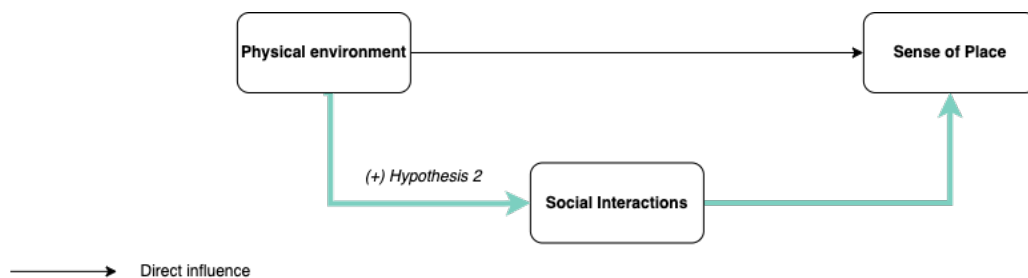 Physical environment
Sense of Place
(+) Hypothesis 2
Social Interactions
Direct influence